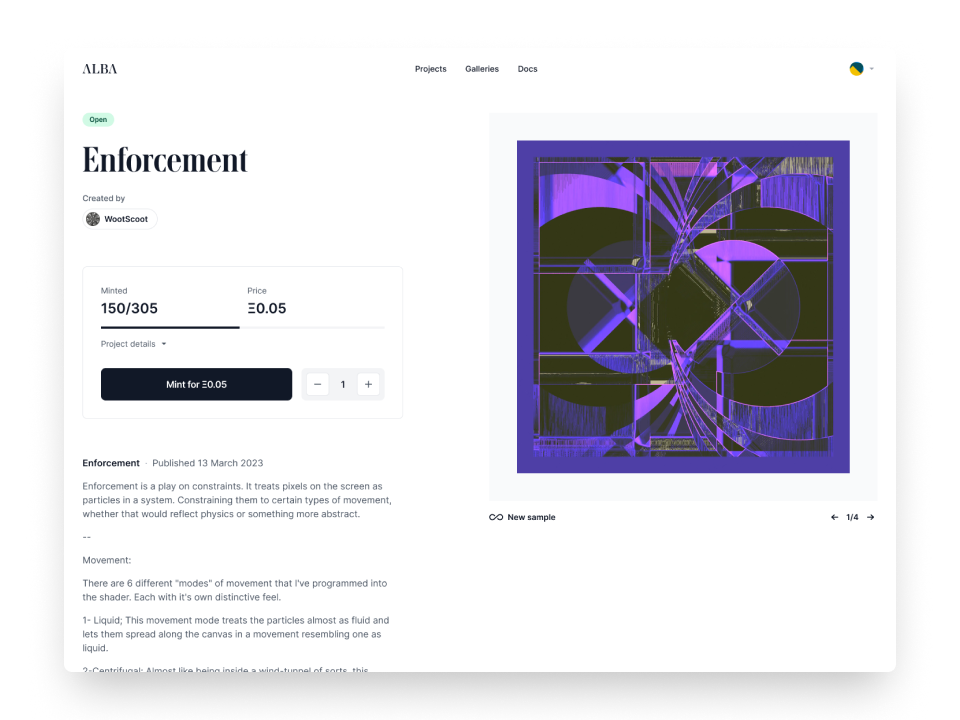 ALBA
Projects
Galleries
Docs
Open
Enforcement
Created by
WootScoot
Minted
150/305
Price
Ξ0.05
Project details
Mint for Ξ0.05
− 1 +
Enforcement · Published 13 March 2023
Enforcement is a play on constraints. It treats pixels on the screen as
particles in a system. Constraining them to certain types of movement,
whether that would reflect physics or something more abstract.
--
Movement:
There are 6 different "modes" of movement that I've programmed into
the shader. Each with it's own distinctive feel.
1- Liquid; This movement mode treats the particles almost as fluid and
lets them spread along the canvas in a movement resembling one as
liquid.
2-Centrifugal: Almost like being inside a wind-tunnel of sorts, this
New sample
1/4